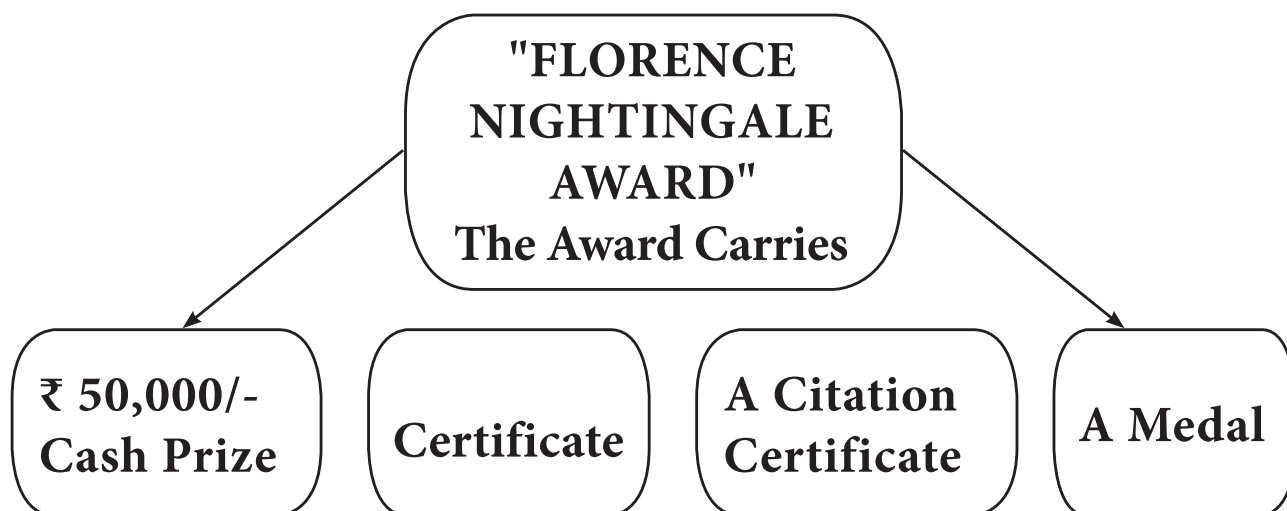 "FLORENCE
NIGHTINGALE
AWARD"
The Award Carries
₹ 50,000/-
Cash Prize
Certificate
A Citation
Certificate
A Medal